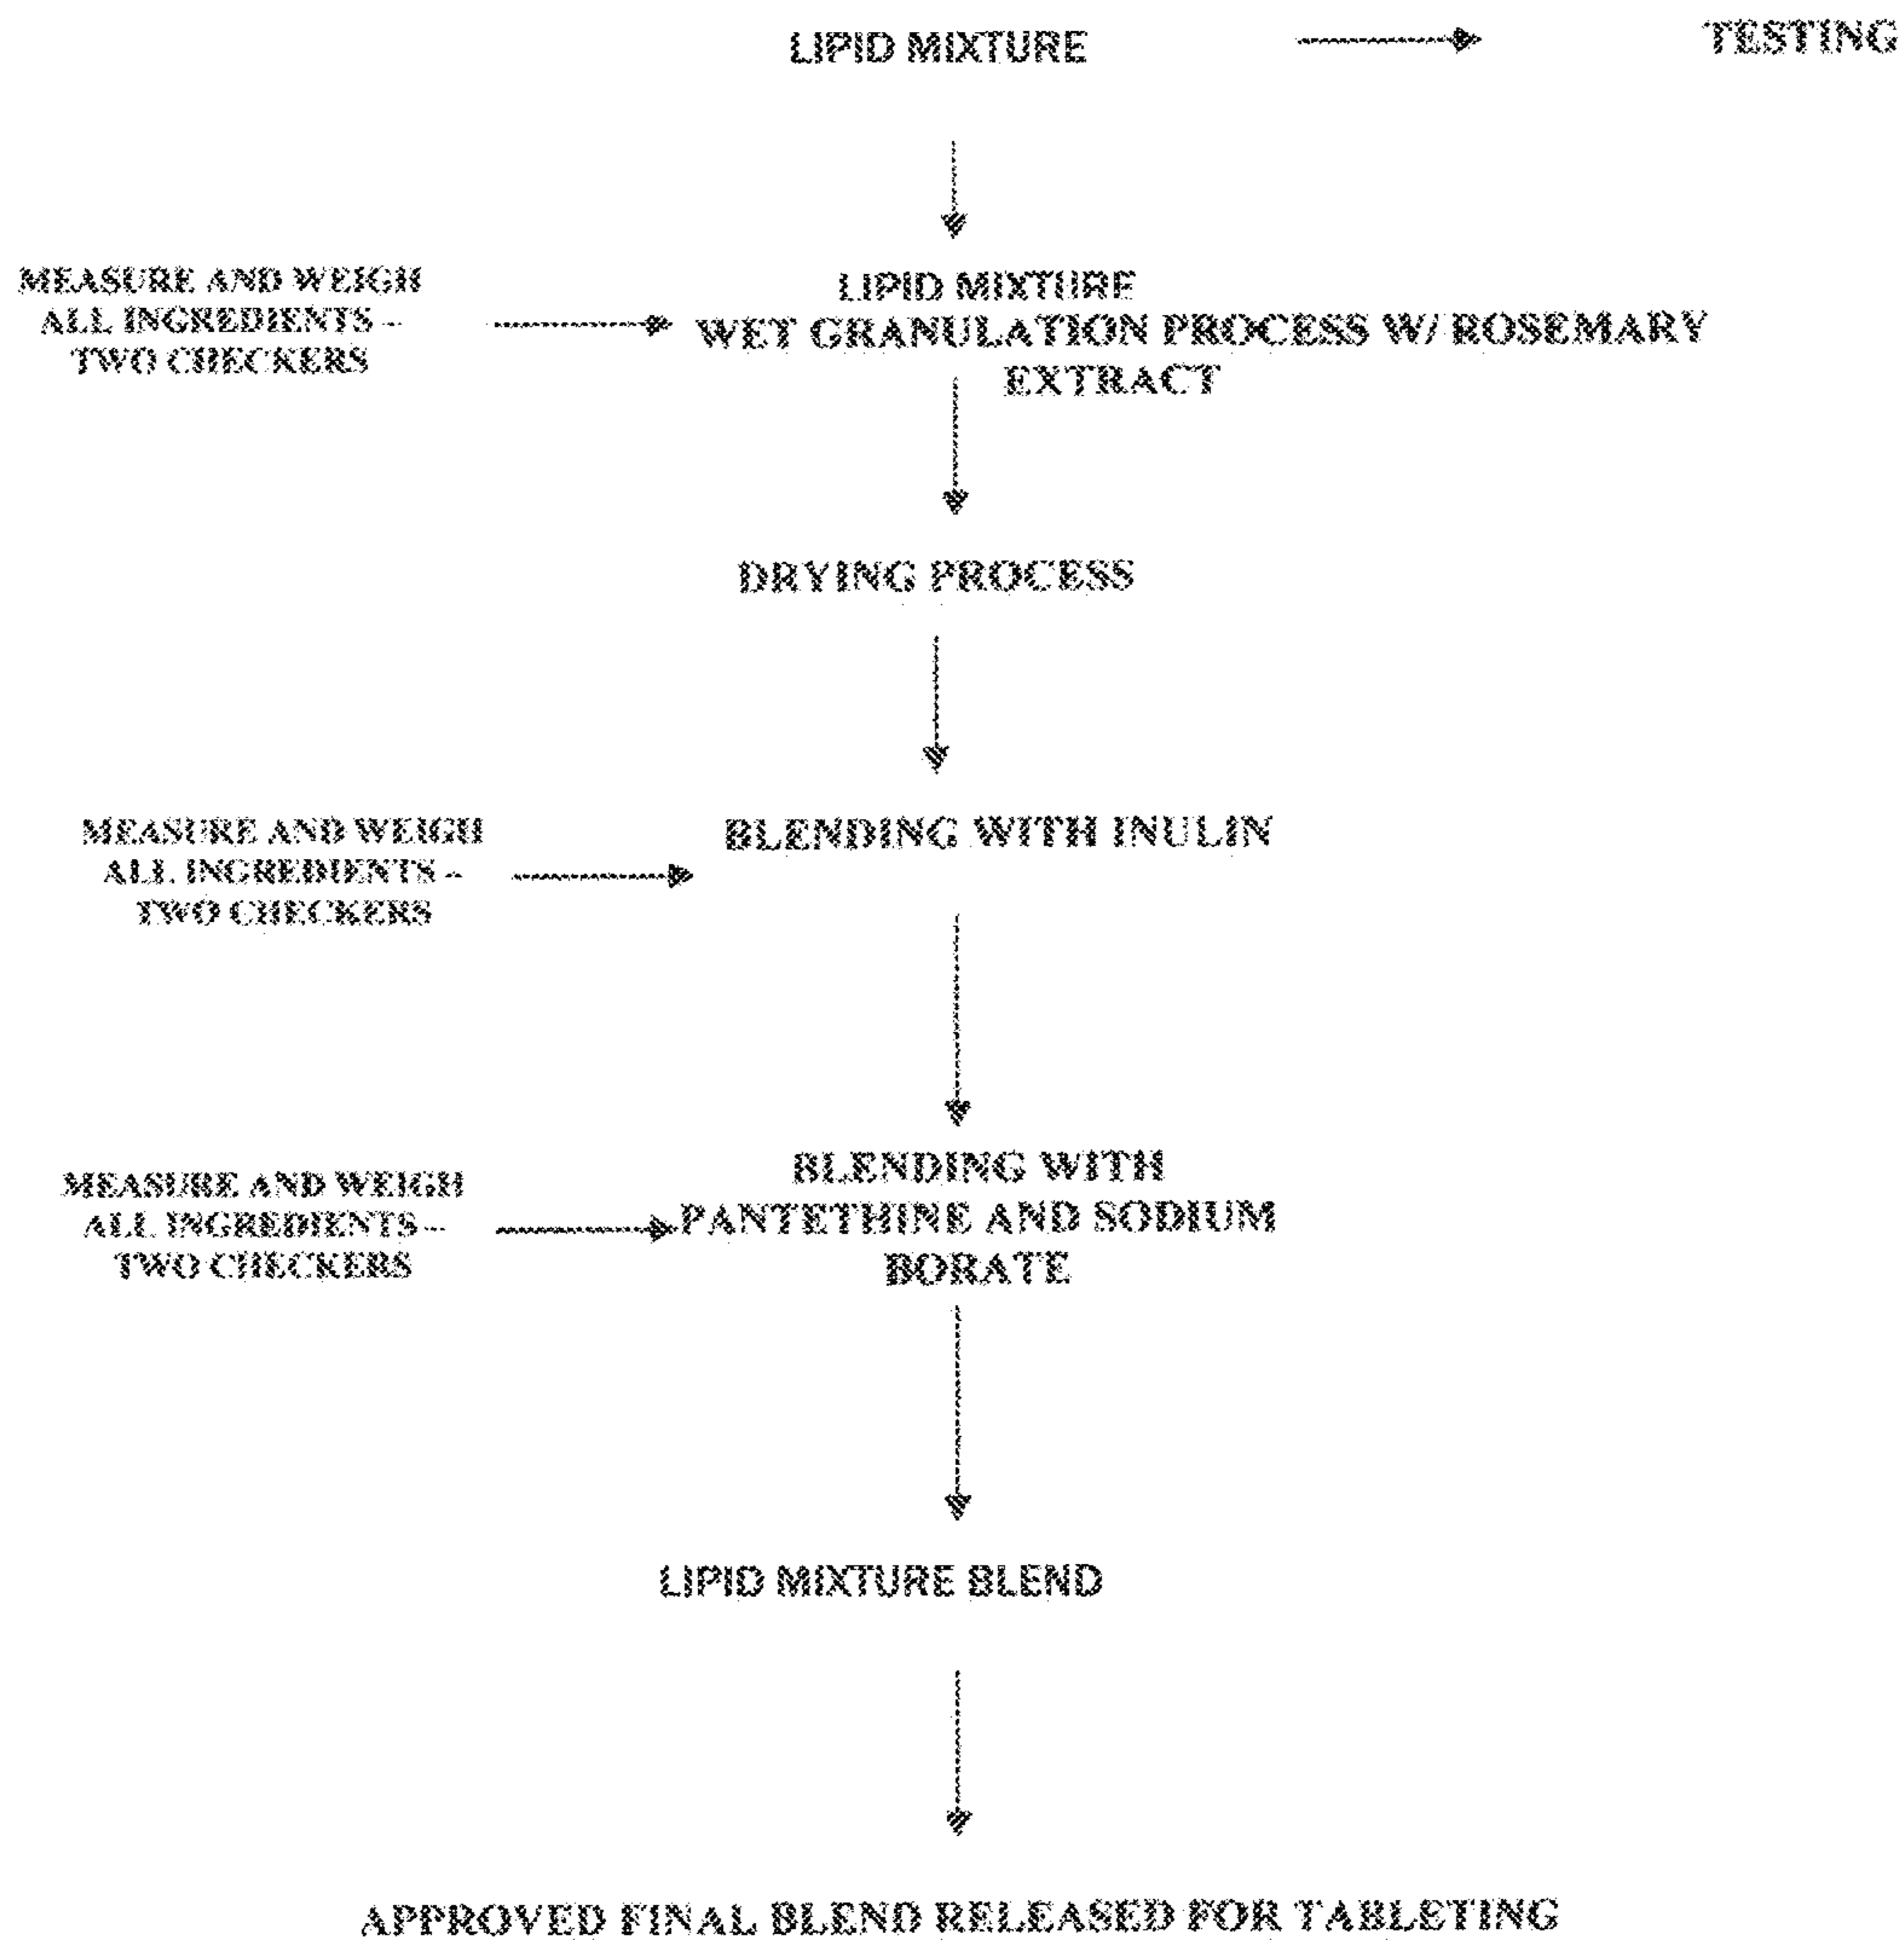 LIPID MIXTURE
TESTING
MEASURE AND WEIGH
ALL INGREDIENTS –
TWO CHECKERS
LIPID MIXTURE
WET GRANULATION PROCESS W/ ROSEMARY
EXTRACT
DRYING PROCESS
MEASURE AND WEIGH
ALL INGREDIENTS –
TWO CHECKERS
BLENDING WITH INULIN
MEASURE AND WEIGH
ALL INGREDIENTS –
TWO CHECKERS
BLENDING WITH
PANTETHINE AND SODIUM
BORATE
LIPID MIXTURE BLEND
APPROVED FINAL BLEND RELEASED FOR TABLETING